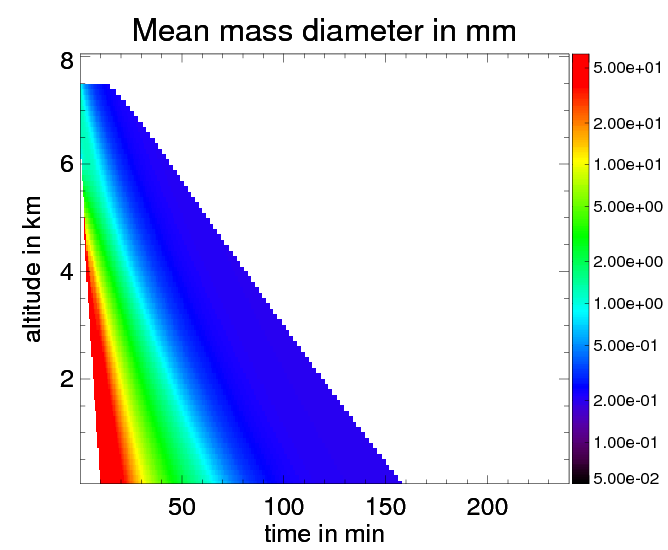 Mean mass diameter in mm
8
6
4
2
altitude in km
50
100
150
200
time in min
5.00e+01
2.00e+01
1.00e+01
5.00e+00
2.00e+00
1.00e+00
5.00e-01
2.00e-01
1.00e-01
5.00e-02